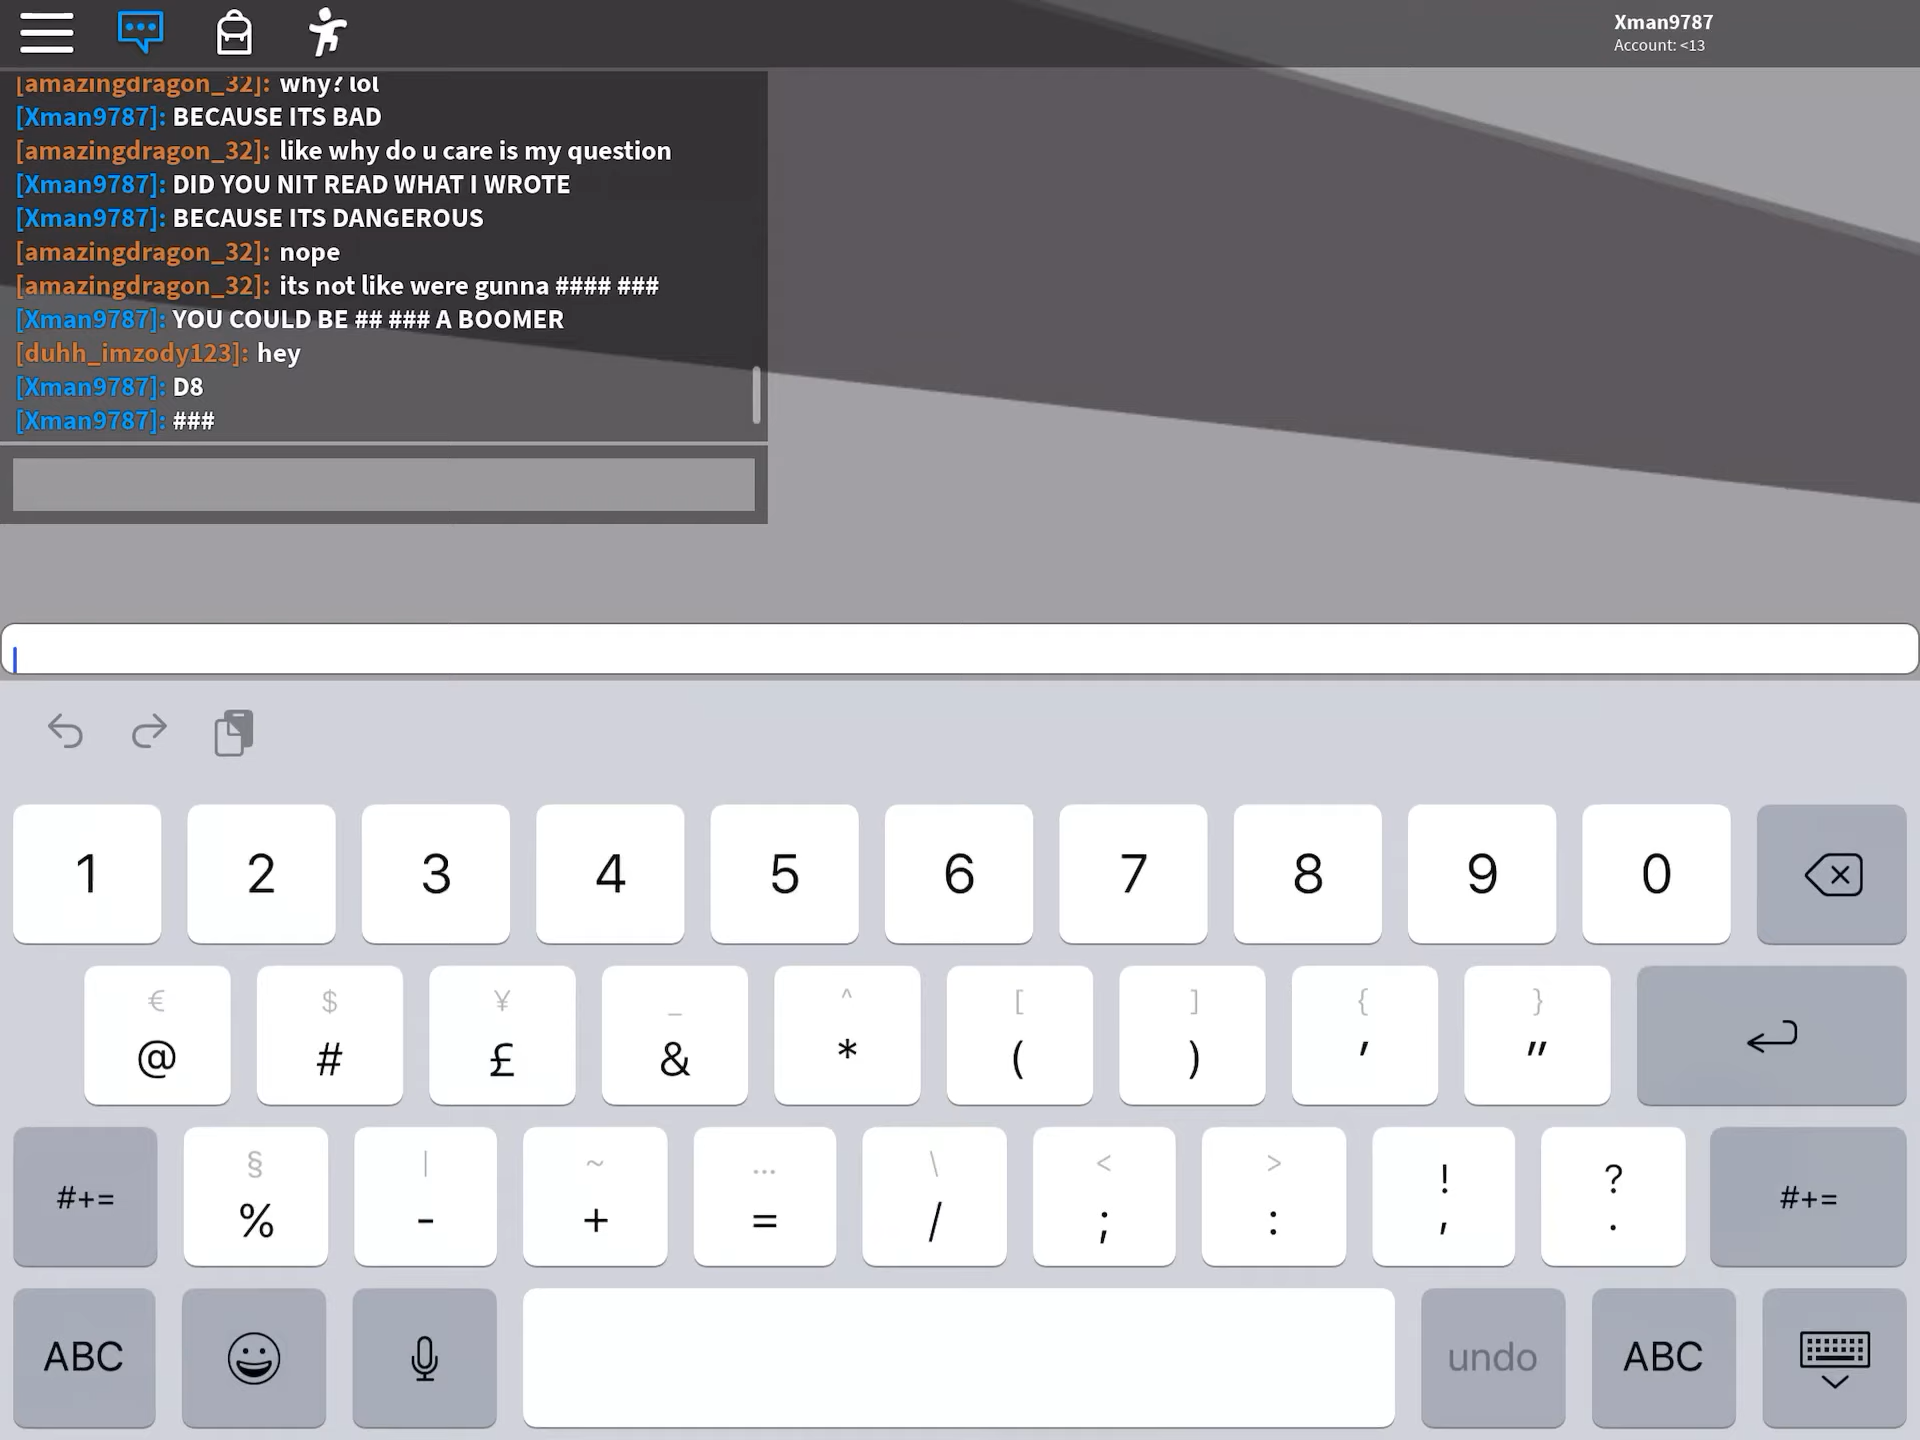 Xman9787
Account: <13
[amazingdragon_32]: why? lol
[Xman9787]: BECAUSE ITS BAD
[amazingdragon_32]: like why do u care is my question
[Xman9787]: DID YOU NIT READ WHAT I WROTE
[Xman9787]: BECAUSE ITS DANGEROUS
[amazingdragon_32]: nope
[amazingdragon_32]: its not like were gunna #### ###
[Xman9787]: YOU COULD BE ## ### A BOOMER
[duhh_imzody123]: hey
[Xman9787]: D8
[Xman9787]: ###
1 2 3 4 5 6 7 8 9 0
€ $ ¥ _ ^ [ ] { }
@ # £ & * ( ) ' "
§ | ~ … \ < > ! ?
#+= % - + = / ; : , . #+=
ABC undo ABC